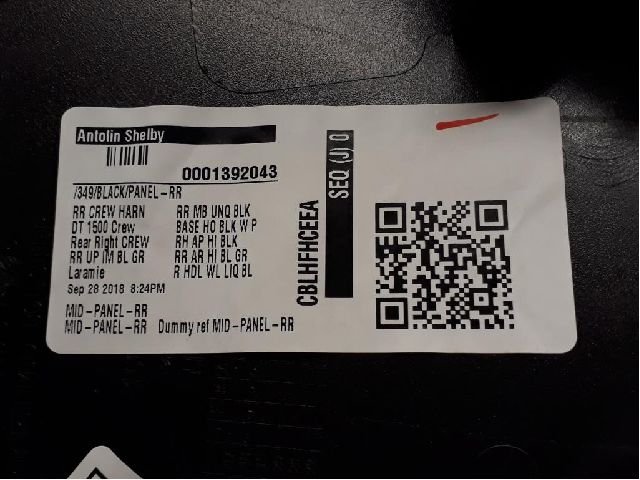 Antolin Shelby
0001392043
/349/BLACK/PANEL-RR
RR CREW HARN RR MB UNQ BLK
DT 1500 Crew BASE HO BLK W P
Rear Right CREW RH AP HI BLK
RR UP IM BL GR RR AR HI BL GR
Laramie R HDL WL LIQ BL
Sep 28 2018 8:24PM
MID-PANEL-RR
MID-PANEL-RR Dummy ref MID-PANEL-RR
CBLHFHCEEA
SEQ (J) 0